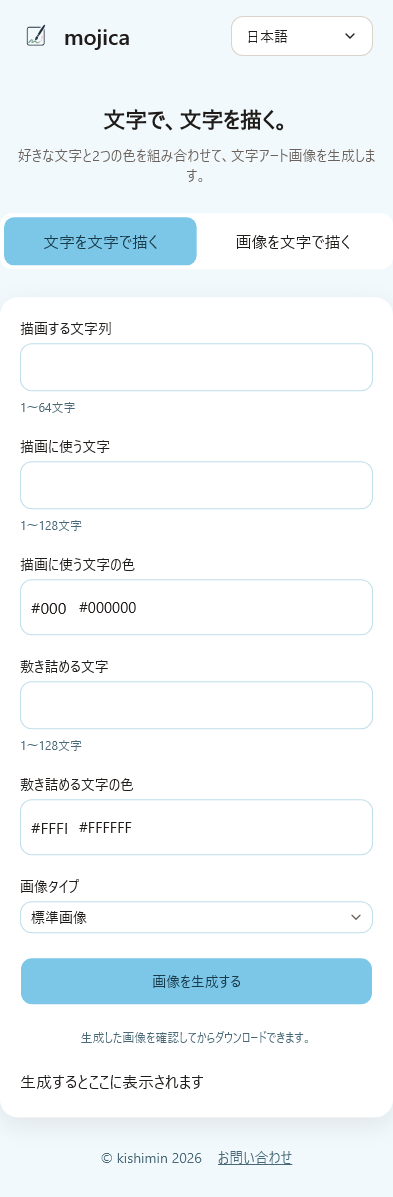 mojica
日本語
文字で、文字を描く。
好きな文字と2つの色を組み合わせて、文字アート画像を生成しま
す。
文字を文字で描く
画像を文字で描く
描画する文字列
1〜64文字
描画に使う文字
1〜128文字
描画に使う文字の色
#000 #000000
敷き詰める文字
1〜128文字
敷き詰める文字の色
#FFFI #FFFFFF
画像タイプ
標準画像
画像を生成する
生成した画像を確認してからダウンロードできます。
生成するとここに表示されます
© kishimin 2026 お問い合わせ